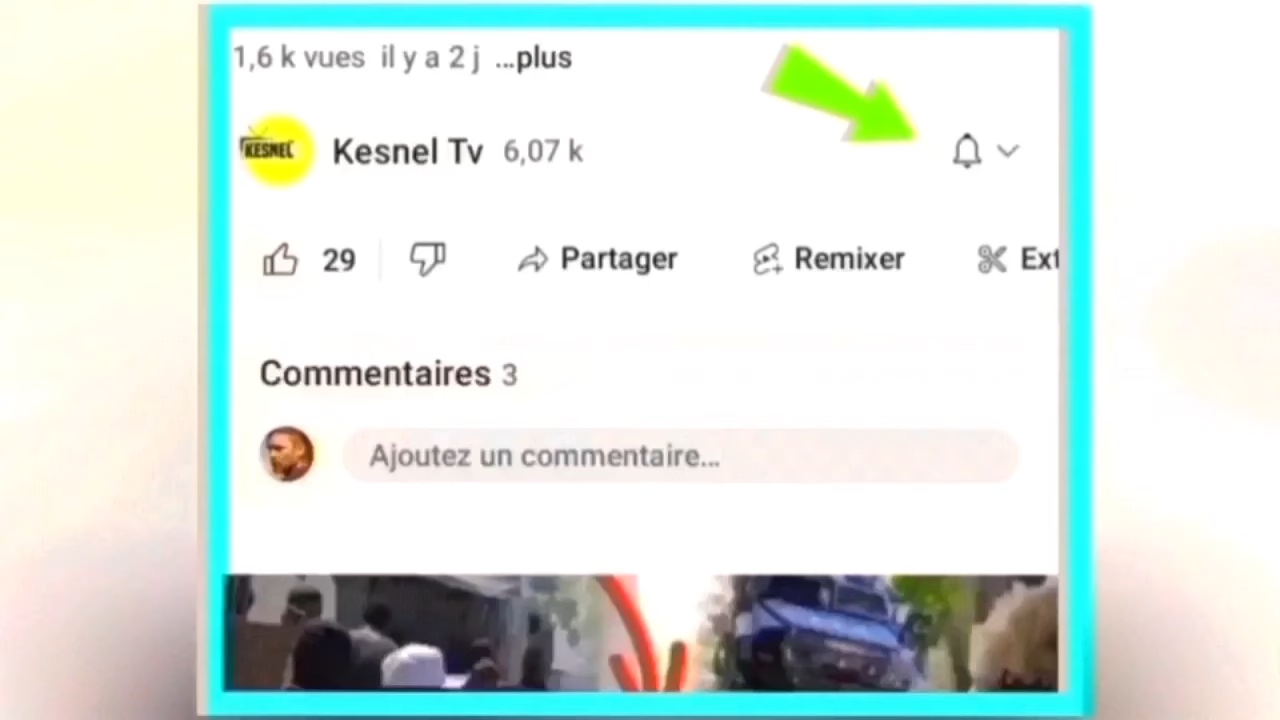 1,6 k vues il y a 2 j ...plus
KESNEL
Kesnel Tv 6,07 k
29 Partager Remixer Ext
Commentaires 3
Ajoutez un commentaire...